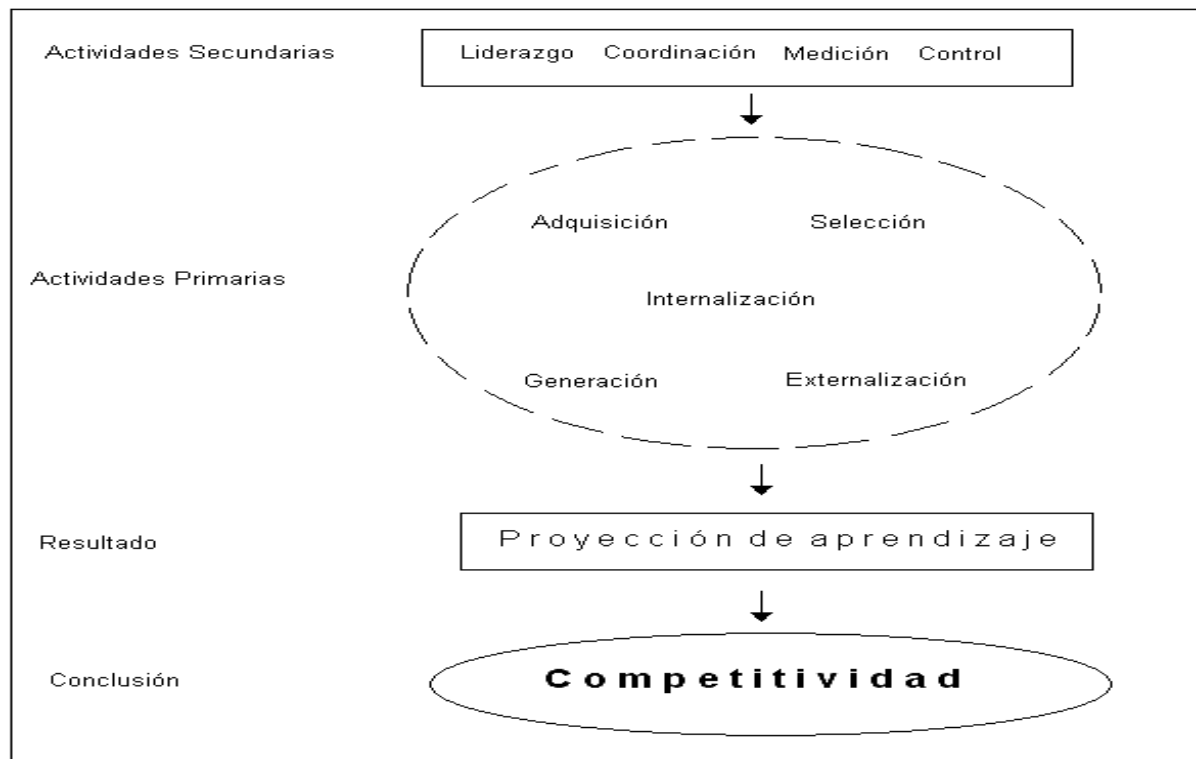 Actividades Secundarias
Liderazgo Coordinación Medición Control
Adquisición Selección
Actividades Primarias
Internalización
Generación Externalización
Resultado
Proyección de aprendizaje
Conclusión
Competitividad